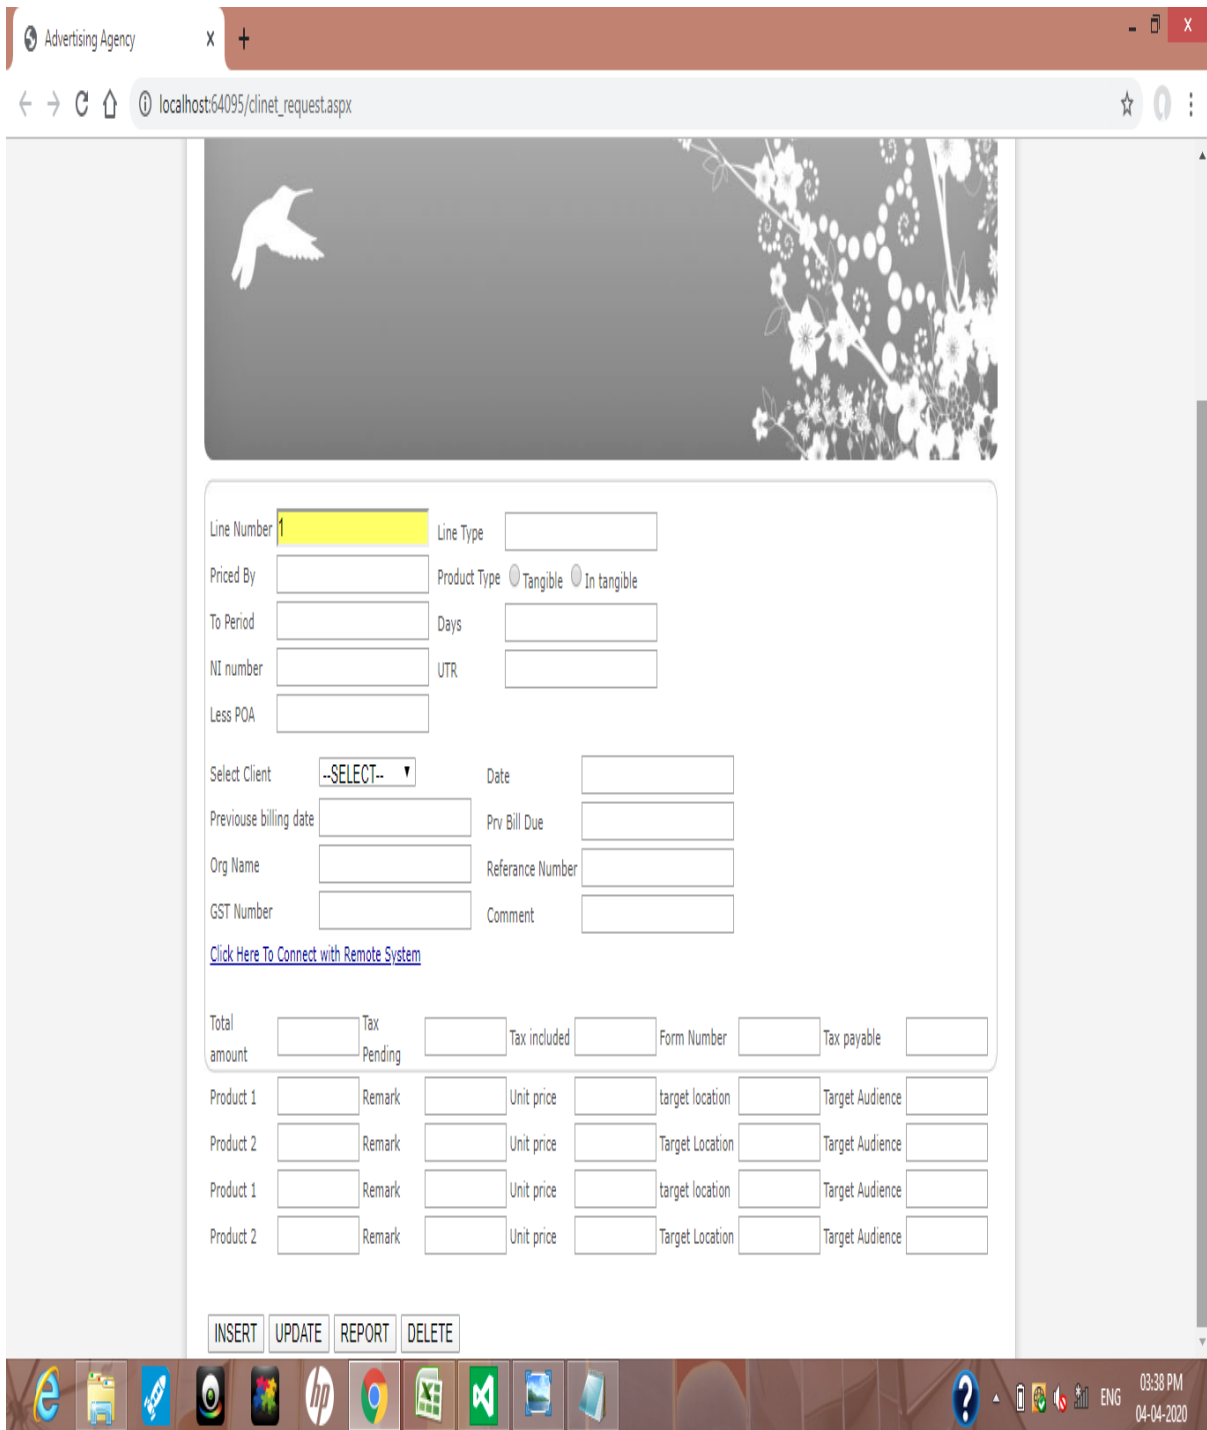 Advertising Agency
localhost:64095/clinet_request.aspx
Line Number 1 Line Type
Priced By Product Type Tangible In tangible
To Period Days
NI number UTR
Less POA
Select Client --SELECT-- Date
Previouse billing date Prv Bill Due
Org Name Referance Number
GST Number Comment
Click Here To Connect with Remote System
Total amount Tax Pending Tax included Form Number Tax payable
Product 1 Remark Unit price target location Target Audience
Product 2 Remark Unit price Target Location Target Audience
Product 1 Remark Unit price target location Target Audience
Product 2 Remark Unit price Target Location Target Audience
INSERT UPDATE REPORT DELETE
hp ? ENG 03:38 PM
04-04-2020